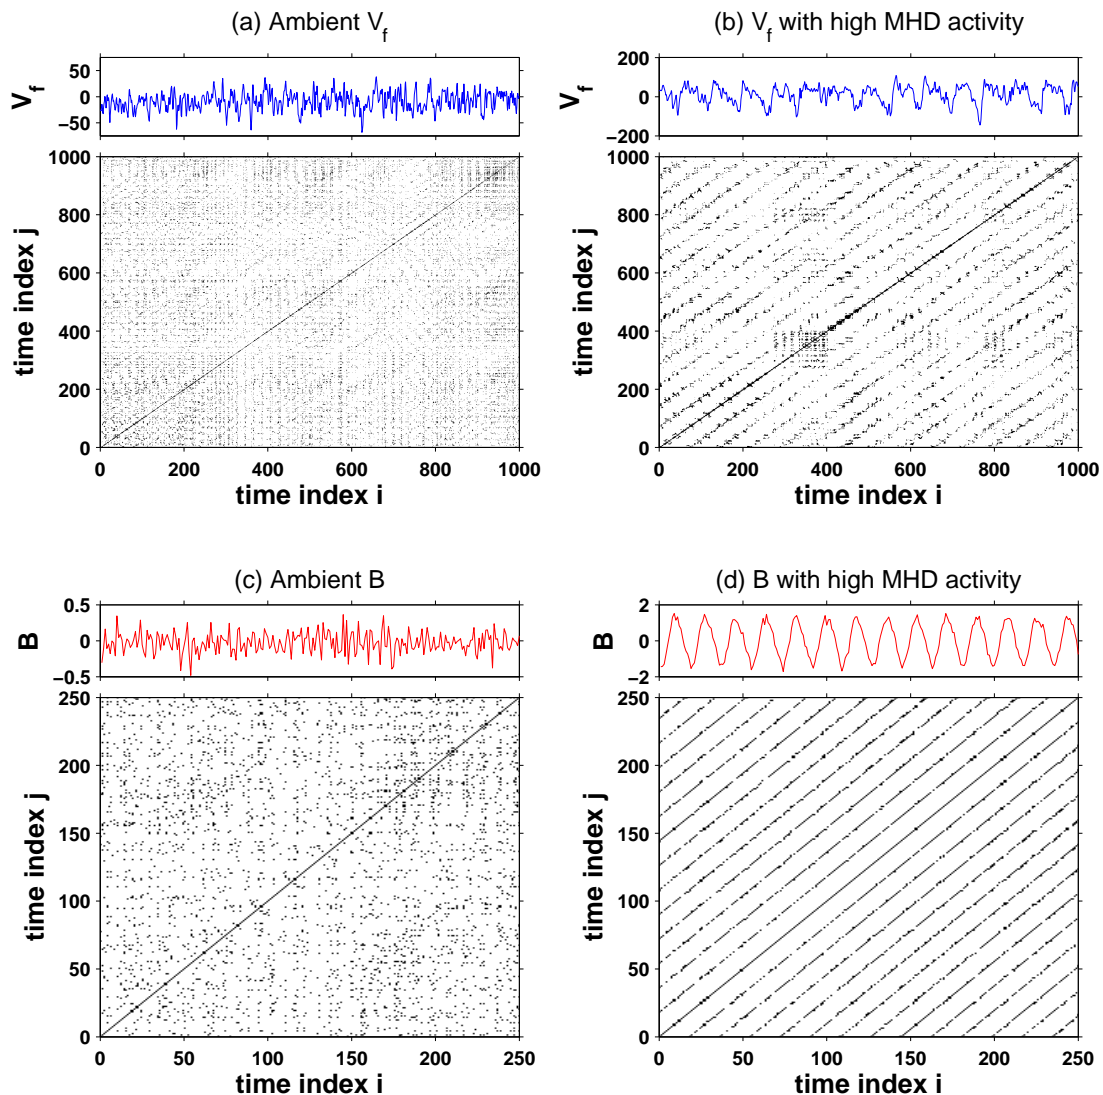 (a) Ambient V_f
V_f
50
0
−50
time index j
1000
800
600
400
200
0
0 200 400 600 800 1000
time index i
(b) V_f with high MHD activity
V_f
200
0
−200
time index j
1000
800
600
400
200
0
0 200 400 600 800 1000
time index i
(c) Ambient B
B
0.5
0
−0.5
time index j
250
200
150
100
50
0
0 50 100 150 200 250
time index i
(d) B with high MHD activity
B
2
0
−2
time index j
250
200
150
100
50
0
0 50 100 150 200 250
time index i